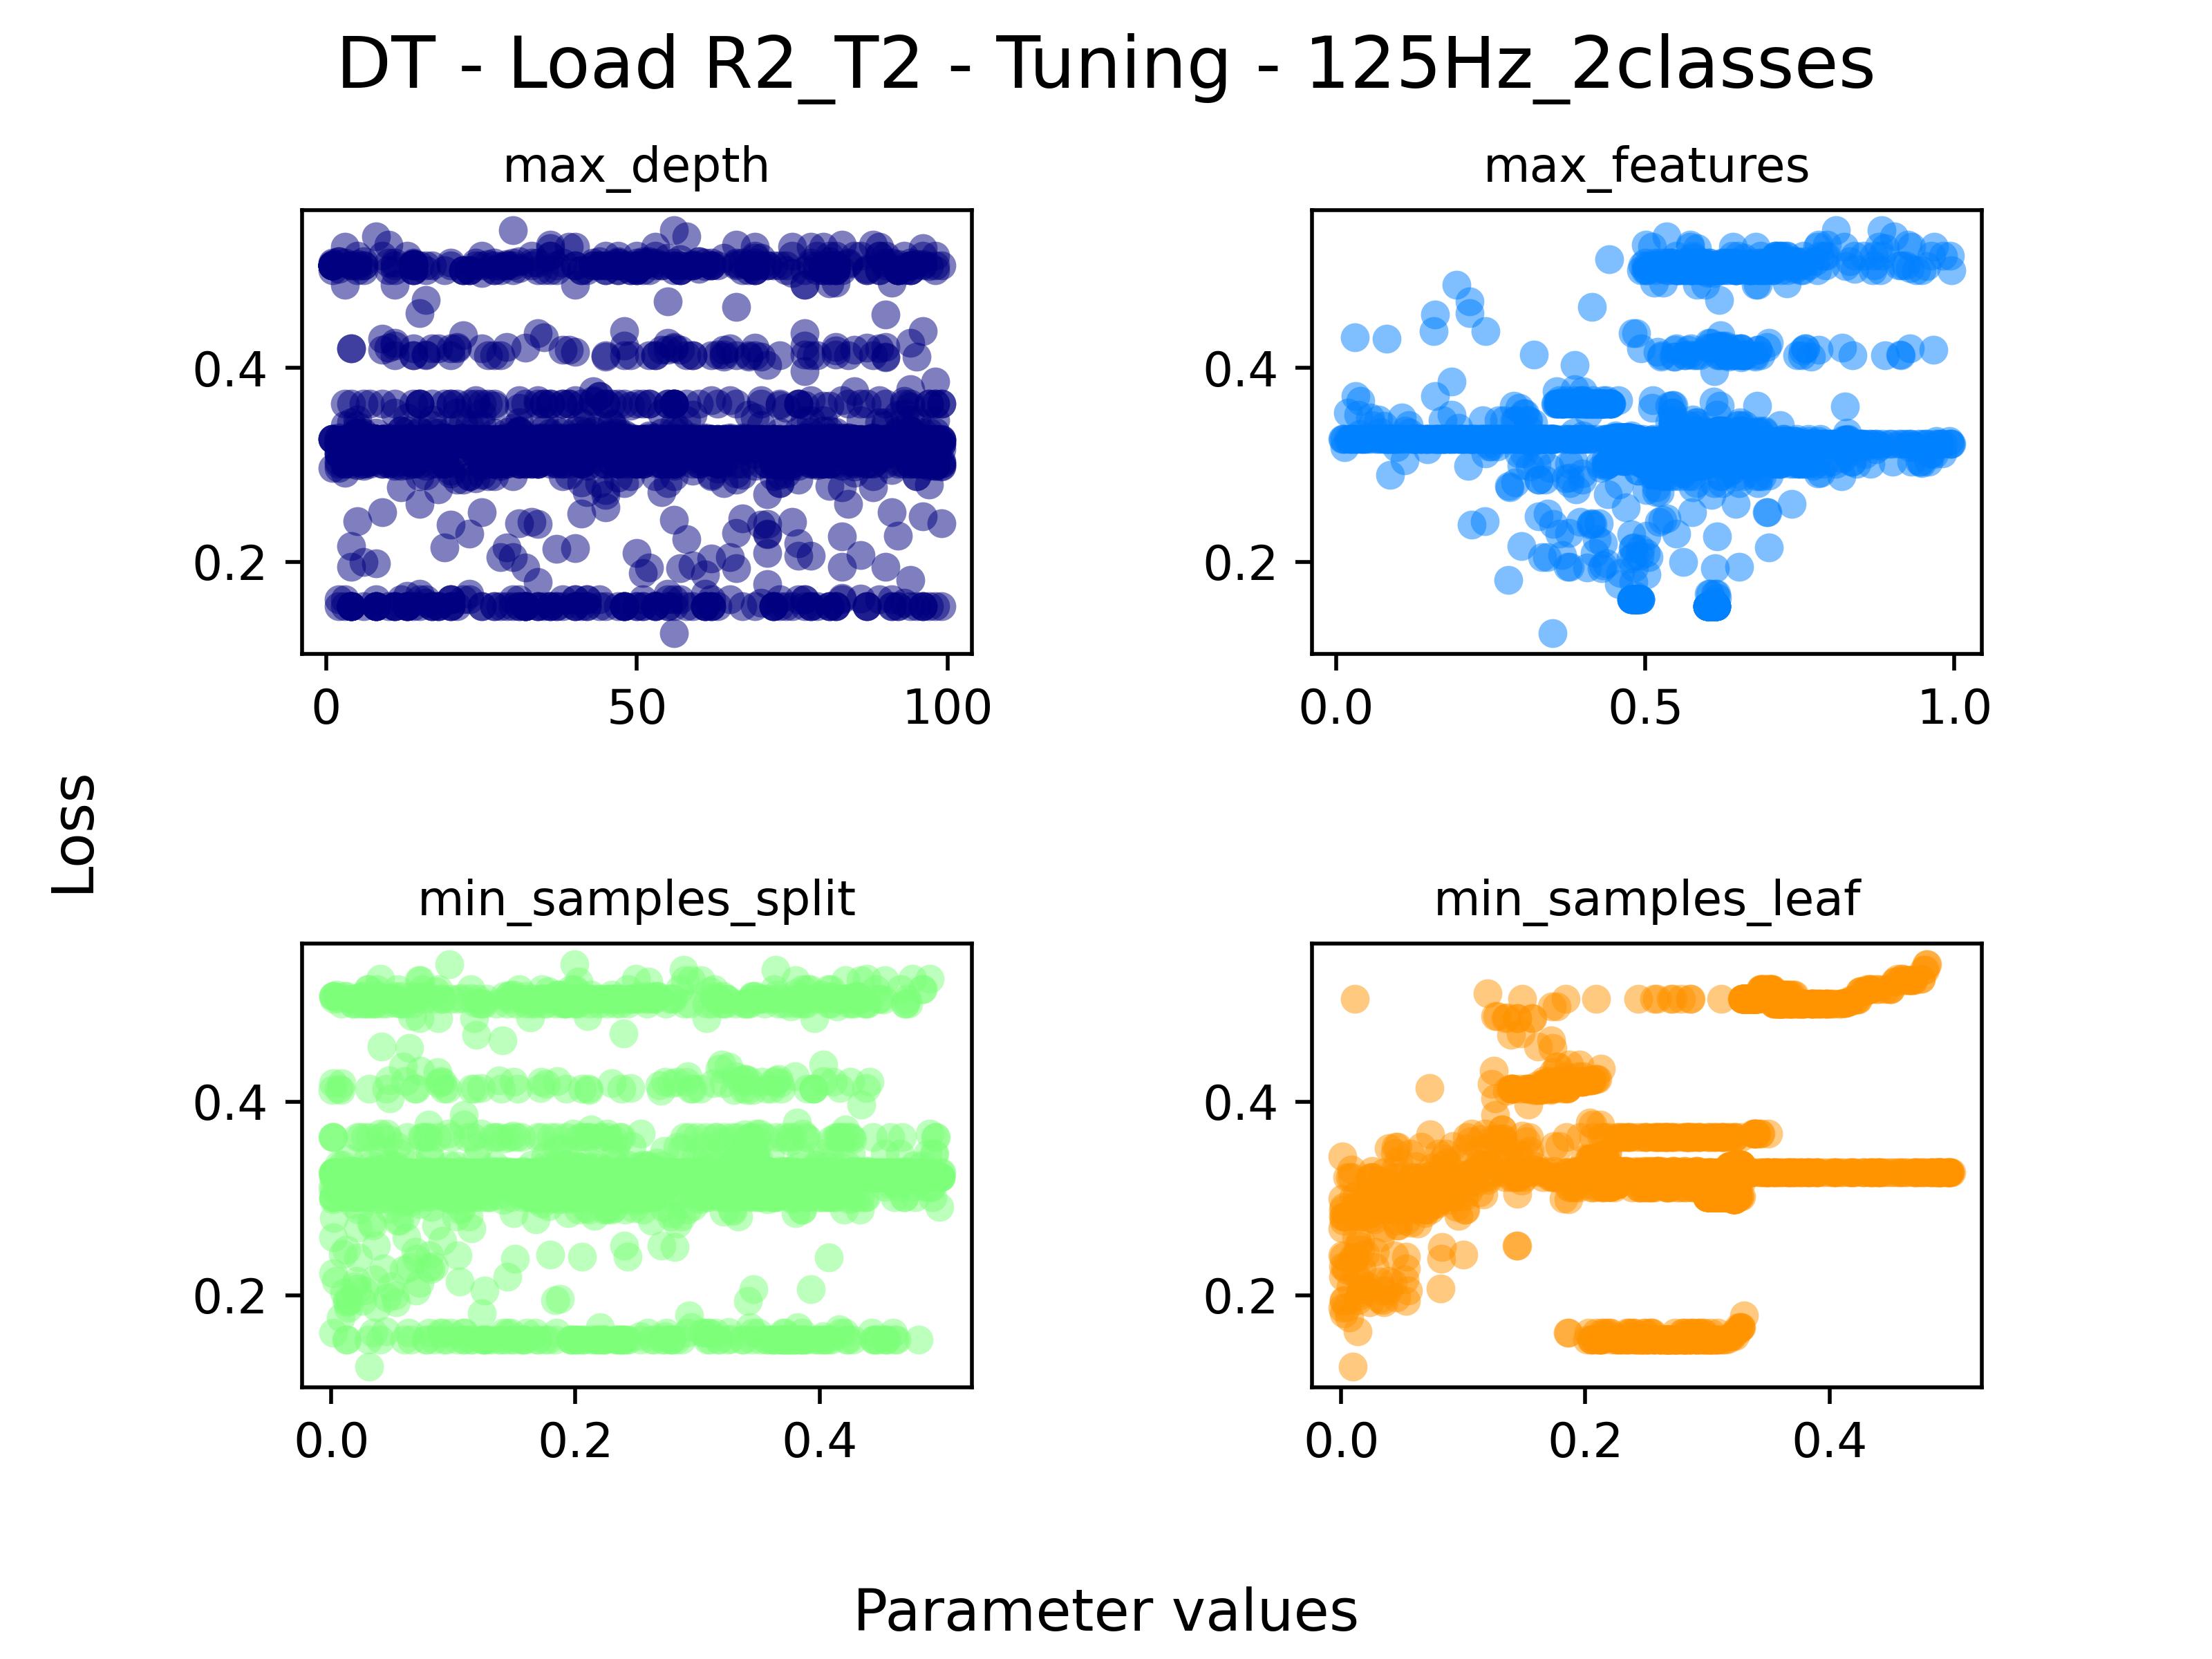 DT - Load R2_T2 - Tuning - 125Hz_2classes
max_depth
max_features
0.4
0.2
0 50 100
0.4
0.2
0.0 0.5 1.0
Loss
min_samples_split
min_samples_leaf
0.4
0.2
0.0 0.2 0.4
0.4
0.2
0.0 0.2 0.4
Parameter values